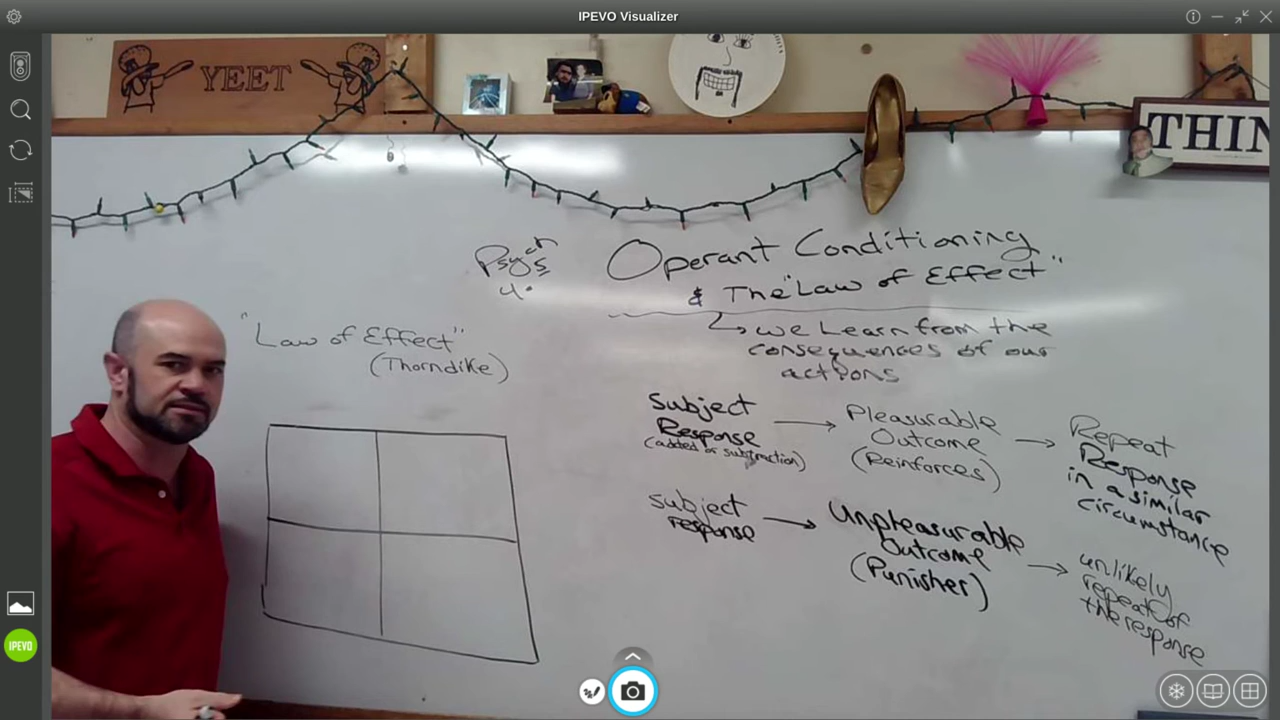 IPEVO Visualizer
YEET
THIN
Psych
4.5
Operant Conditioning
& The "Law of Effect"
we Learn from the
consequences of our
actions
"Law of Effect"
(Thorndike)
Subject
Response
(added or subtraction)
Pleasurable
Outcome
(Reinforces)
Repeat
Response
in a similar
circumstance
subject
response
Unpleasurable
Outcome
(Punisher)
unlikely
repeat of
the response
IPEVO